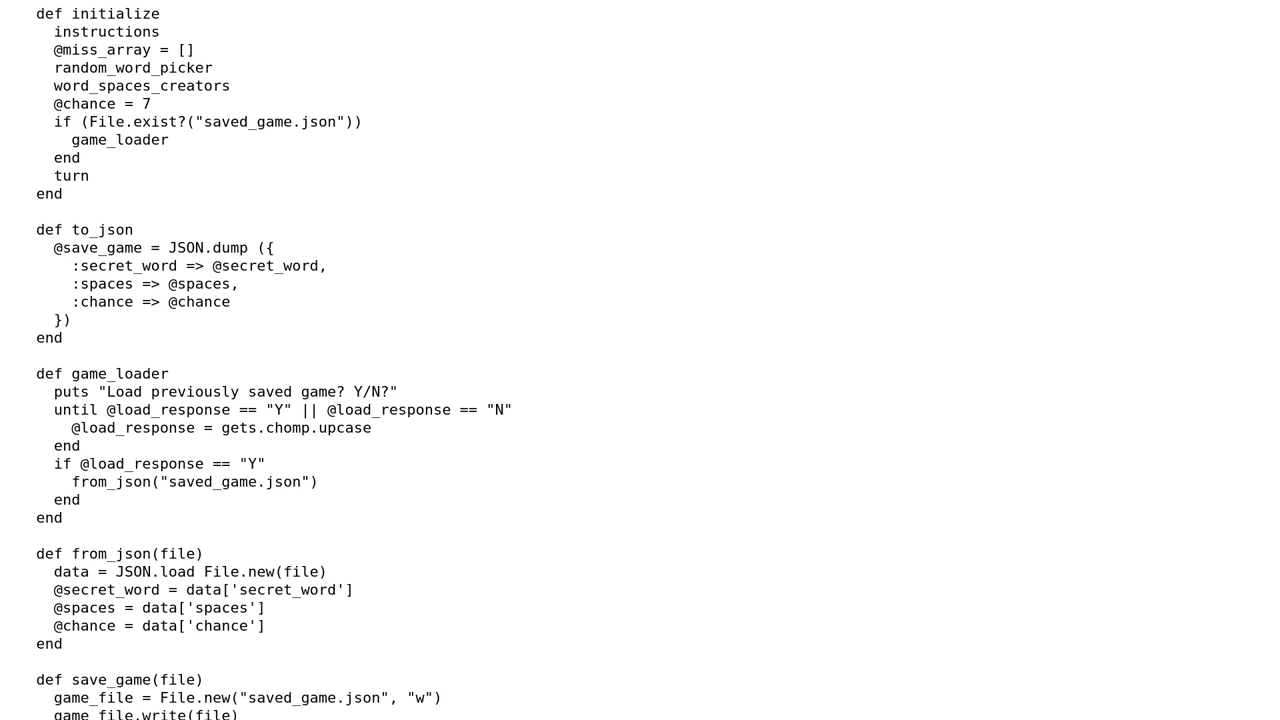 def initialize
instructions
@miss_array = []
random_word_picker
word_spaces_creators
@chance = 7
if (File.exist?("saved_game.json"))
game_loader
end
turn
end
def to_json
@save_game = JSON.dump ({
:secret_word => @secret_word,
:spaces => @spaces,
:chance => @chance
})
end
def game_loader
puts "Load previously saved game? Y/N?"
until @load_response == "Y" || @load_response == "N"
@load_response = gets.chomp.upcase
end
if @load_response == "Y"
from_json("saved_game.json")
end
end
def from_json(file)
data = JSON.load File.new(file)
@secret_word = data['secret_word']
@spaces = data['spaces']
@chance = data['chance']
end
def save_game(file)
game_file = File.new("saved_game.json", "w")
game_file.write(file)